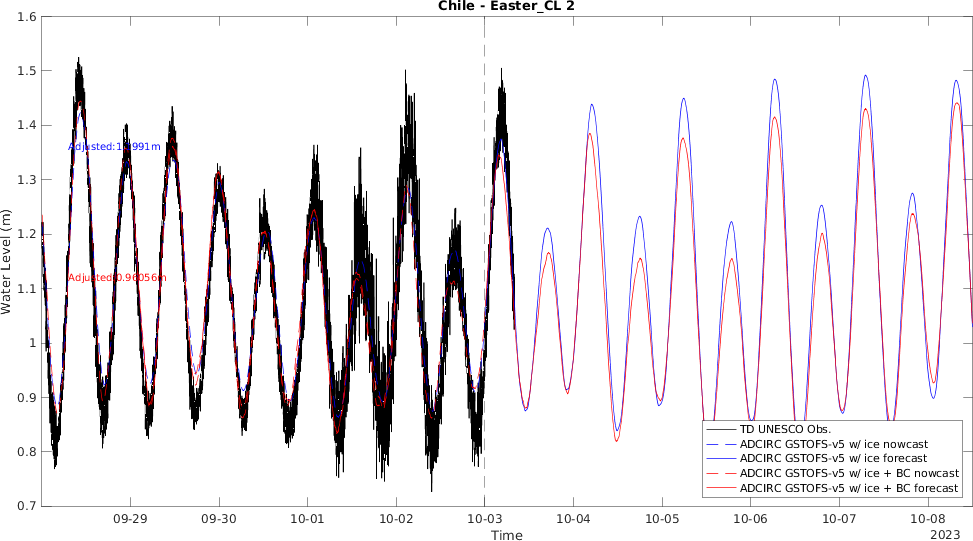 Chile - Easter_CL 2
1.6
1.5
1.4
1.3
1.2
1.1
1
0.9
0.8
0.7
Water Level (m)
Adjusted:0.96056m
TD UNESCO Obs.
ADCIRC GSTOFS-v5 w/ ice nowcast
ADCIRC GSTOFS-v5 w/ ice forecast
ADCIRC GSTOFS-v5 w/ ice + BC nowcast
ADCIRC GSTOFS-v5 w/ ice + BC forecast
09-29 09-30 10-01 10-02 10-03 10-04 10-05 10-06 10-07 10-08
Time
2023